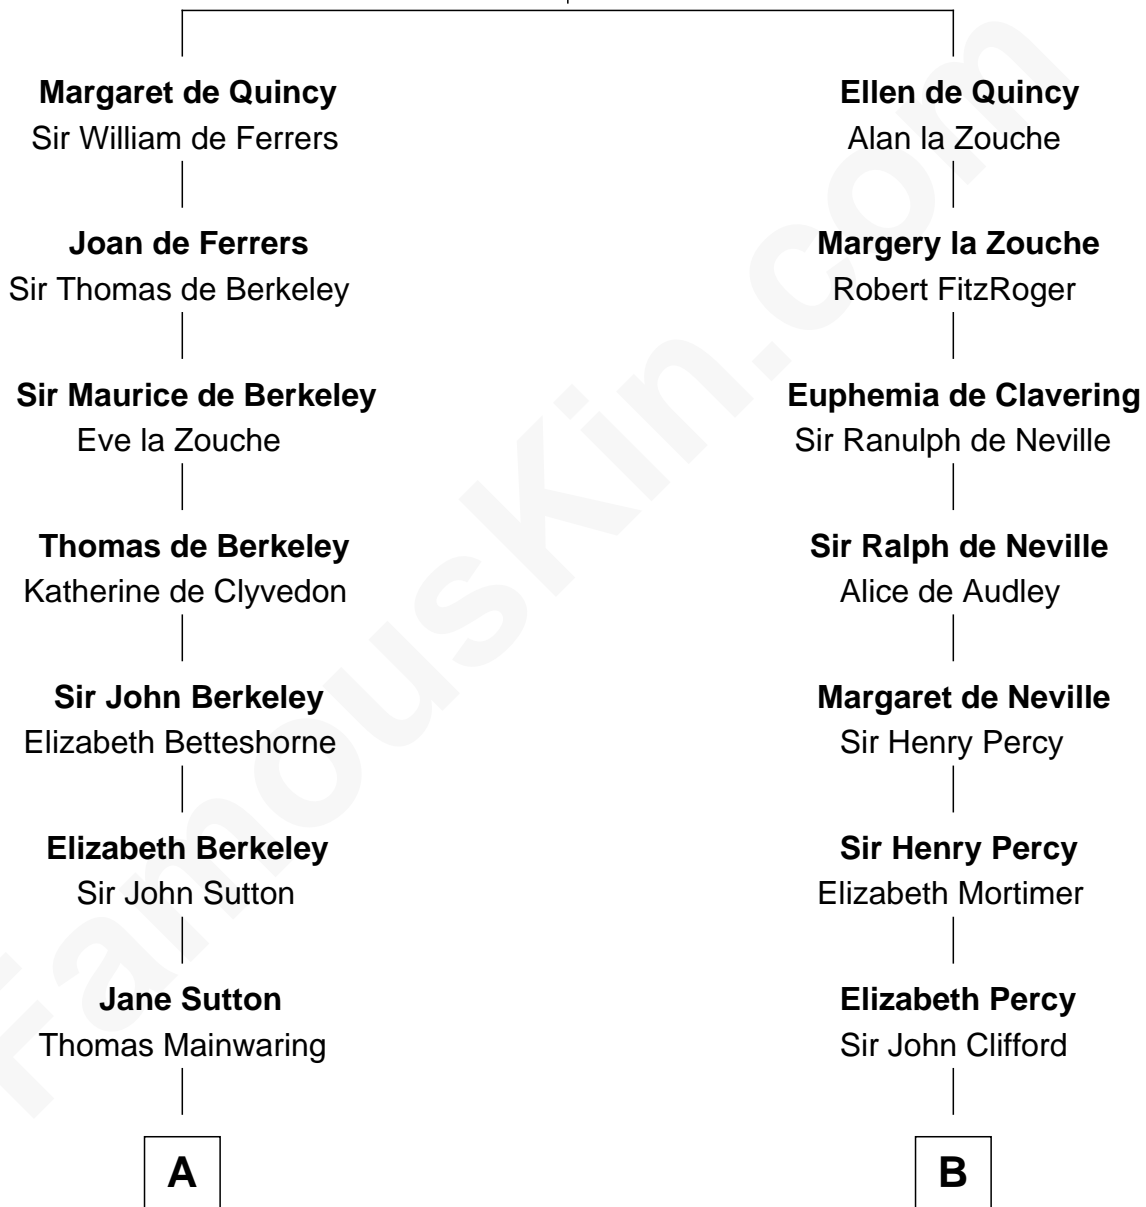 Margaret de Quincy
Sir William de Ferrers
Joan de Ferrers
Sir Thomas de Berkeley
Sir Maurice de Berkeley
Eve la Zouche
Thomas de Berkeley
Katherine de Clyvedon
Sir John Berkeley
Elizabeth Betteshorne
Elizabeth Berkeley
Sir John Sutton
Jane Sutton
Thomas Mainwaring
A
Ellen de Quincy
Alan la Zouche
Margery la Zouche
Robert FitzRoger
Euphemia de Clavering
Sir Ranulph de Neville
Sir Ralph de Neville
Alice de Audley
Margaret de Neville
Sir Henry Percy
Sir Henry Percy
Elizabeth Mortimer
Elizabeth Percy
Sir John Clifford
B
FamousKin.com